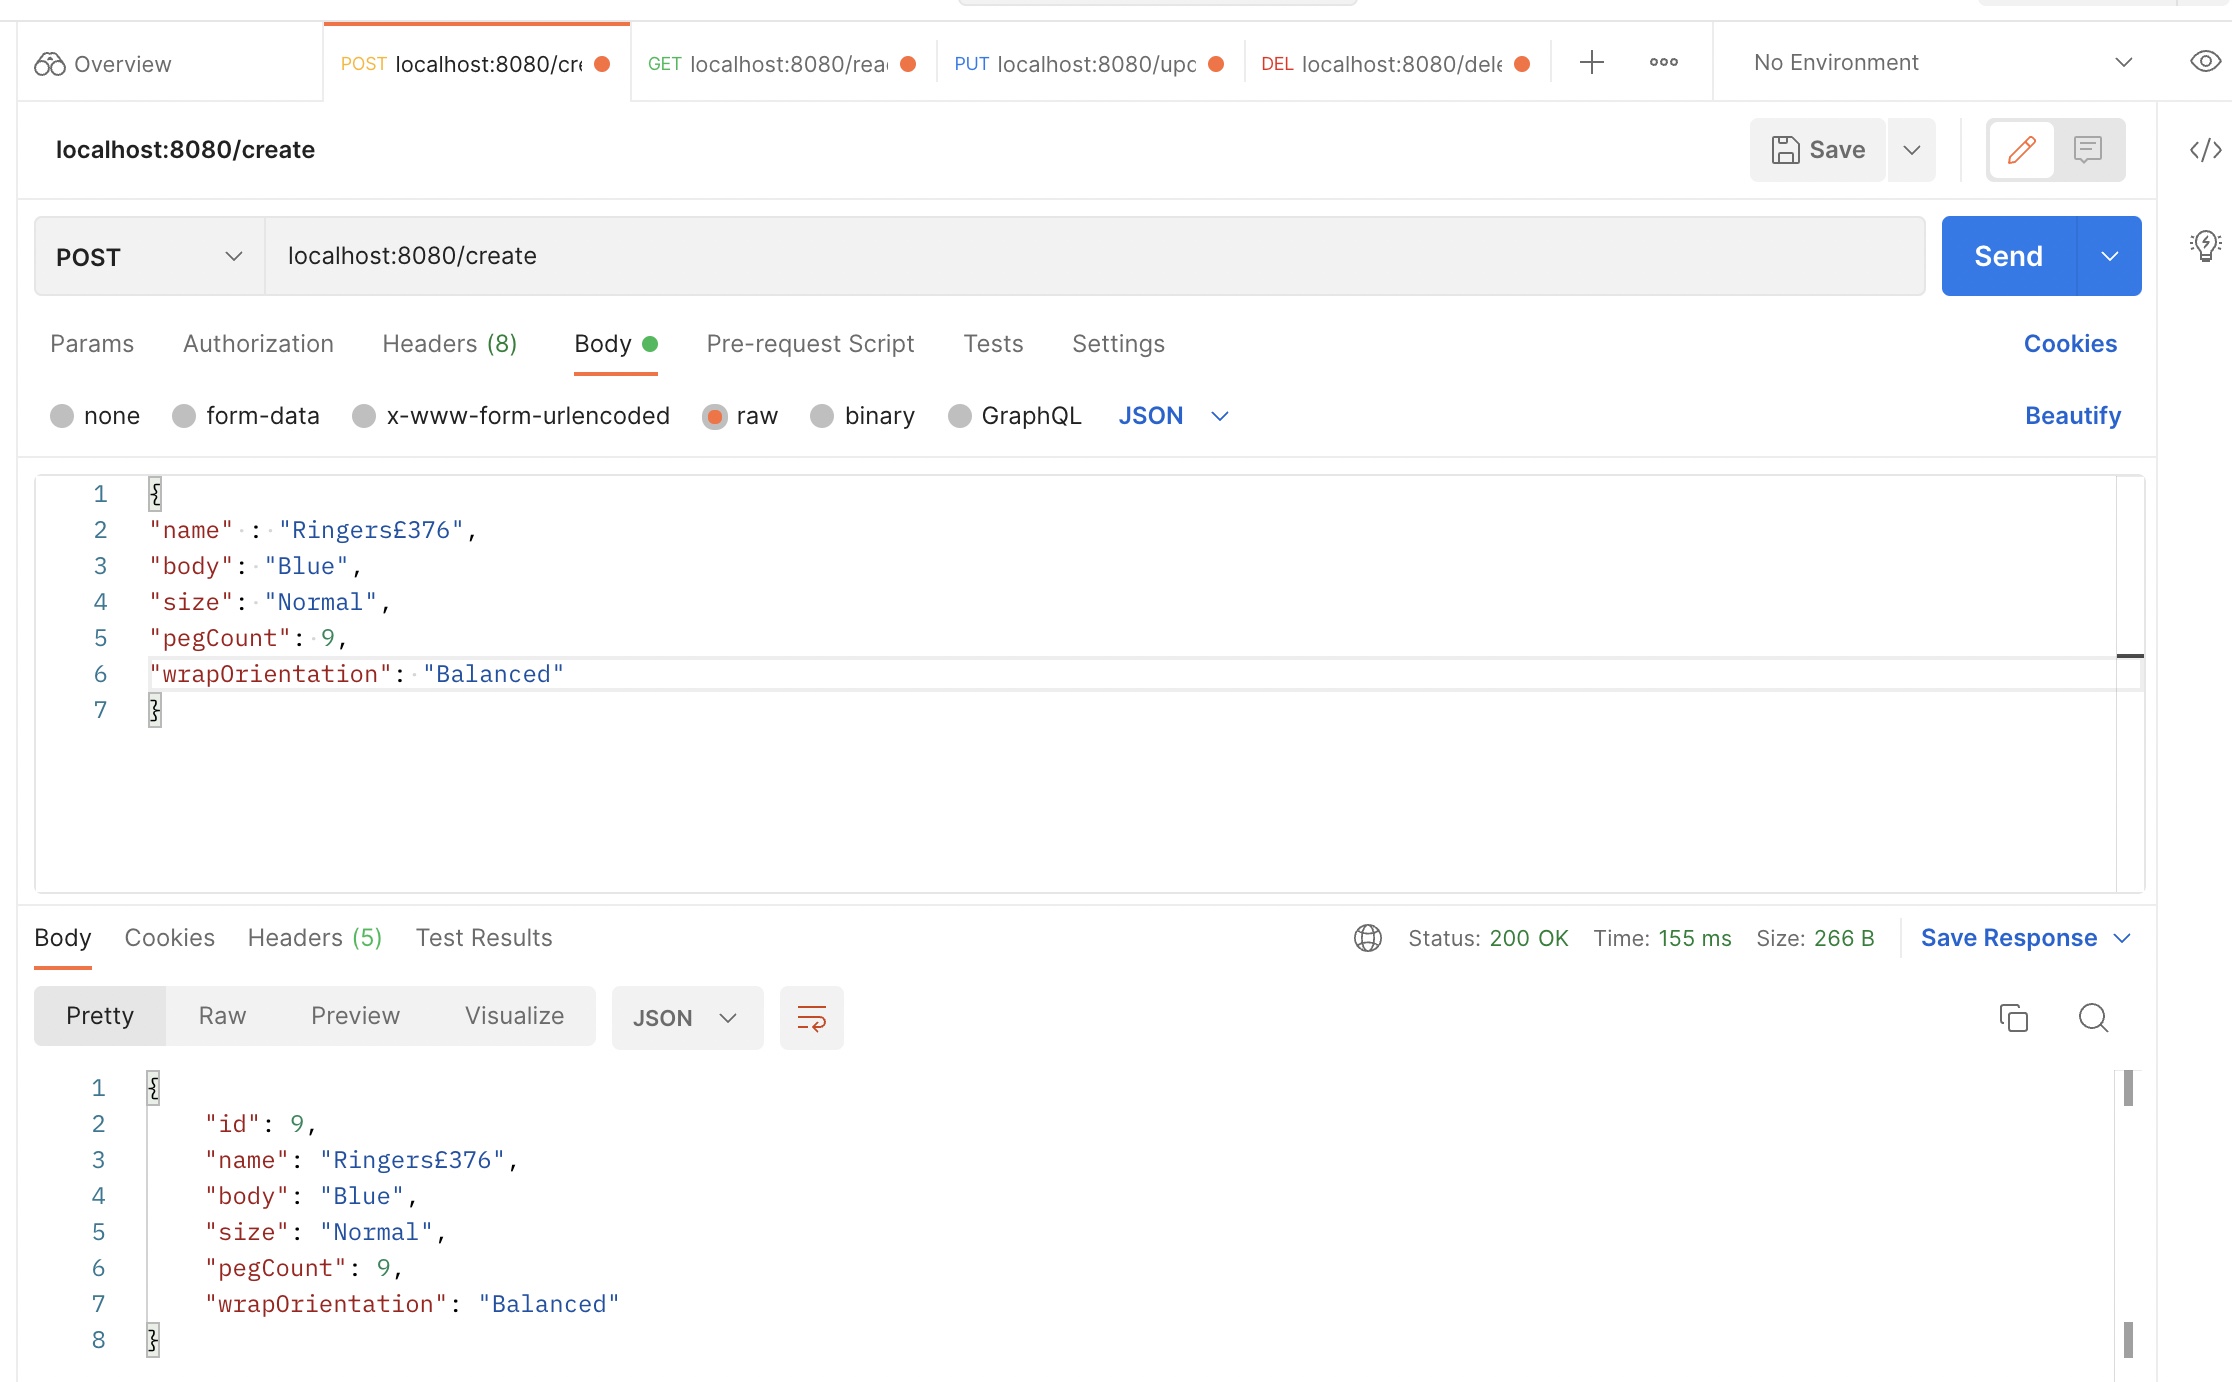 Overview
POST localhost:8080/cre
GET localhost:8080/rea
PUT localhost:8080/upd
DEL localhost:8080/dele
No Environment
localhost:8080/create
Save
POST localhost:8080/create
Send
Params Authorization Headers (8) Body Pre-request Script Tests Settings Cookies
none form-data x-www-form-urlencoded raw binary GraphQL JSON Beautify
1 {
2 "name" : "Ringers£376",
3 "body": "Blue",
4 "size": "Normal",
5 "pegCount": 9,
6 "wrapOrientation": "Balanced"
7 }
Body Cookies Headers (5) Test Results Status: 200 OK Time: 155 ms Size: 266 B Save Response
Pretty Raw Preview Visualize JSON
1 {
2 "id": 9,
3 "name": "Ringers£376",
4 "body": "Blue",
5 "size": "Normal",
6 "pegCount": 9,
7 "wrapOrientation": "Balanced"
8 }